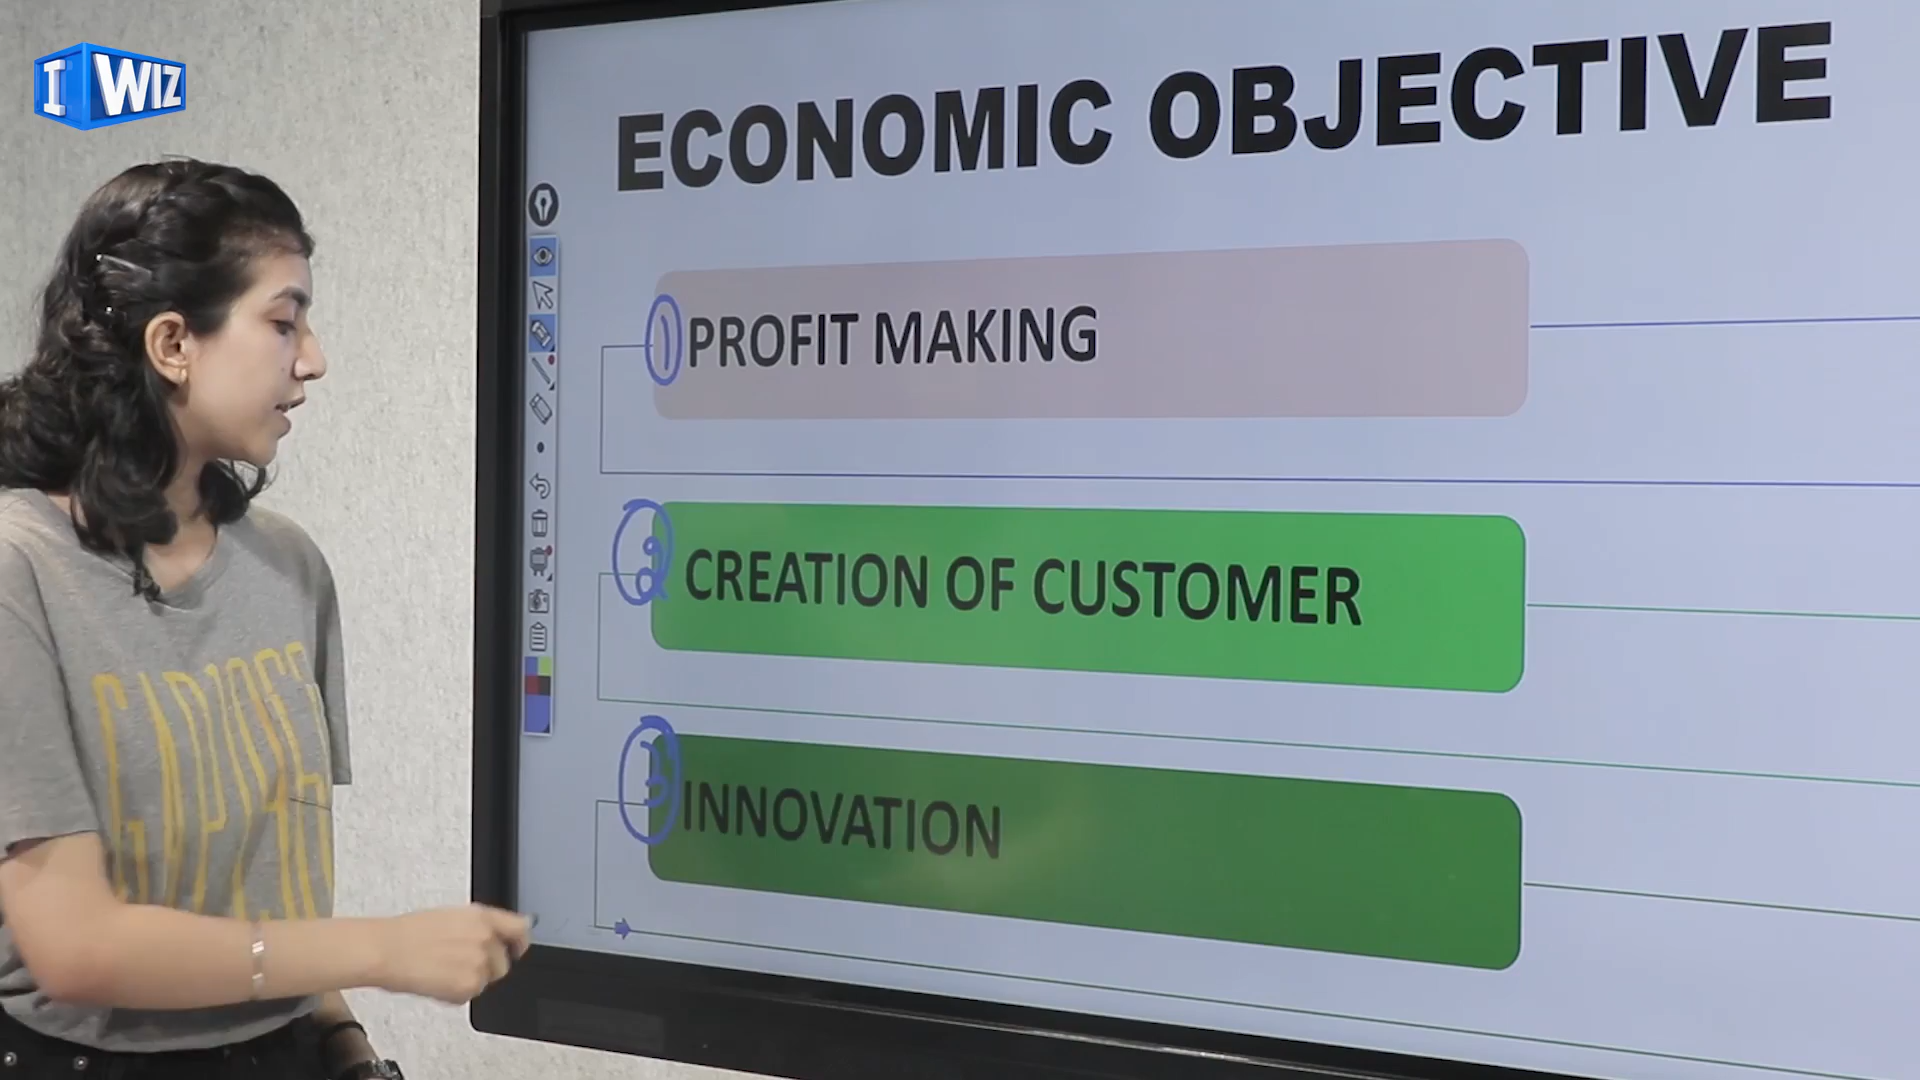 I WIZ
ECONOMIC OBJECTIVE
1 PROFIT MAKING
2 CREATION OF CUSTOMER
3 INNOVATION